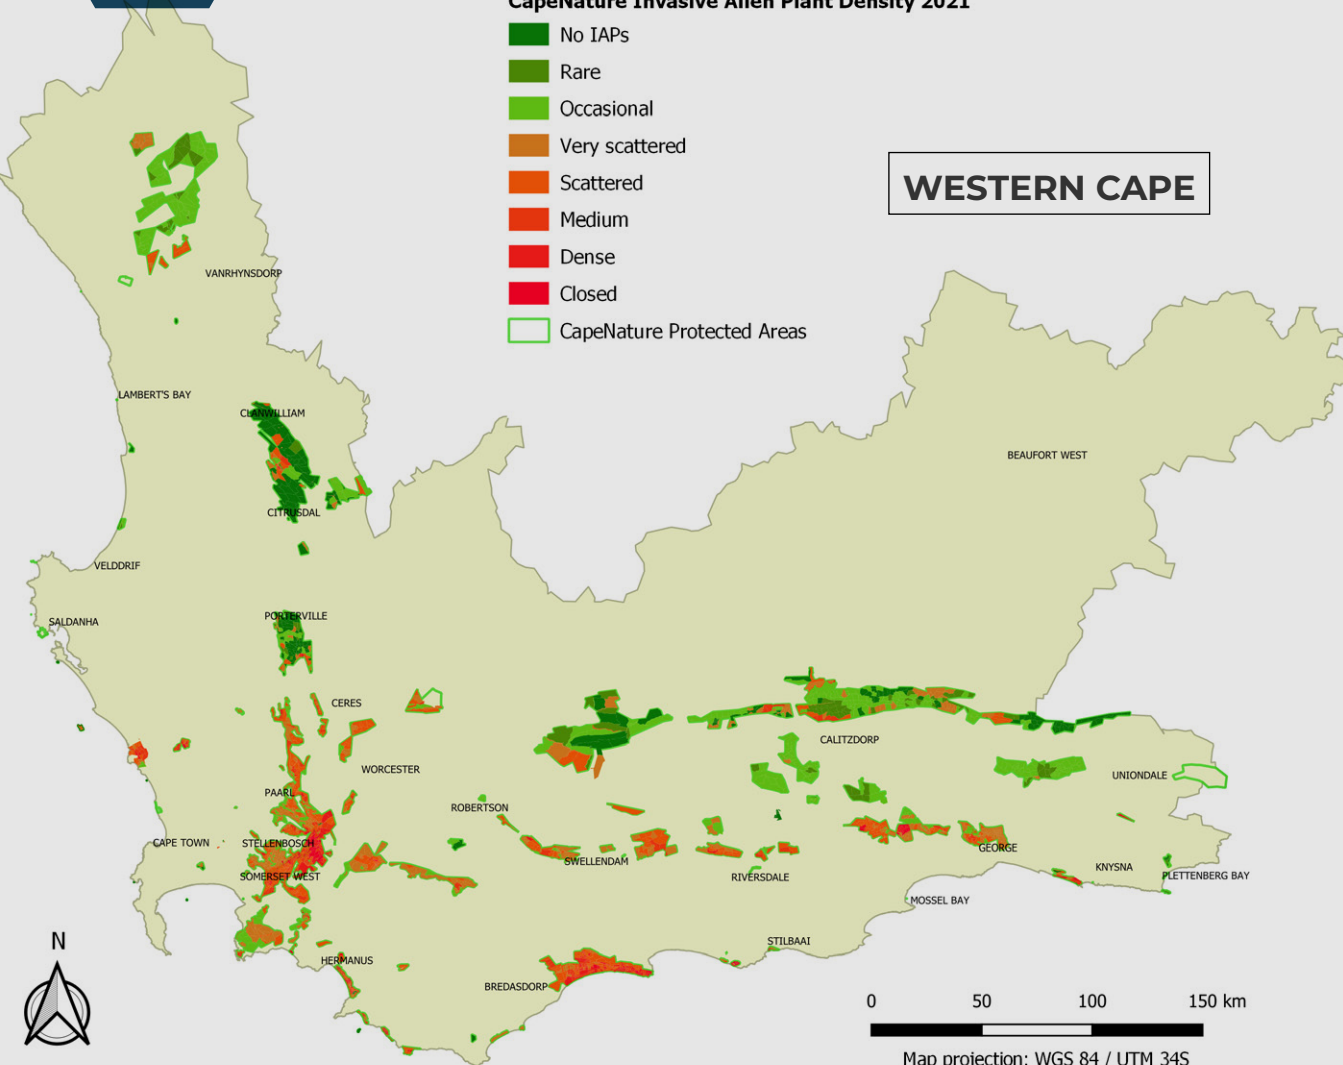 CapeNature Invasive Alien Plant Density 2021
No IAPs
Rare
Occasional
Very scattered
Scattered
Medium
Dense
Closed
CapeNature Protected Areas
WESTERN CAPE
VANRHYNSDORP
LAMBERT'S BAY
CLANWILLIAM
BEAUFORT WEST
CITRUSDAL
VELDDRIF
PORTERVILLE
SALDANHA
CERES
CALITZDORP
WORCESTER
UNIONDALE
PAARL
ROBERTSON
CAPE TOWN
STELLENBOSCH
GEORGE
SWELLENDAM
KNYSNA
SOMERSET WEST
RIVERSDALE
PLETTENBERG BAY
MOSSEL BAY
N
STILBAAI
HERMANUS
BREDASDORP
0 50 100 150 km
Map projection: WGS 84 / UTM 34S